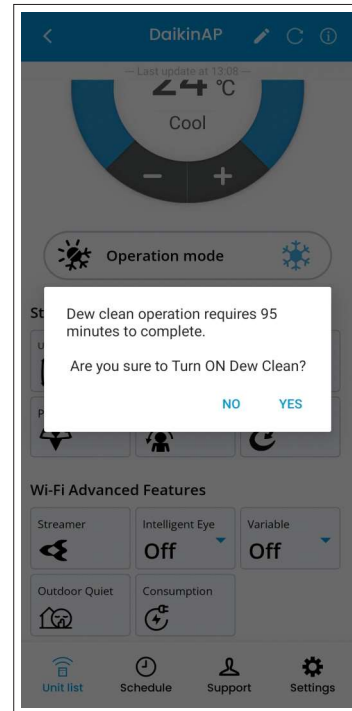 DaikinAP
Last update at 13:08
24 °C
Cool
Operation mode
St
Dew clean operation requires 95
minutes to complete.
Are you sure to Turn ON Dew Clean?
NO YES
U
P
Wi-Fi Advanced Features
Streamer
Intelligent Eye
Off
Variable
Off
Outdoor Quiet
Consumption
Unit list
Schedule
Support
Settings